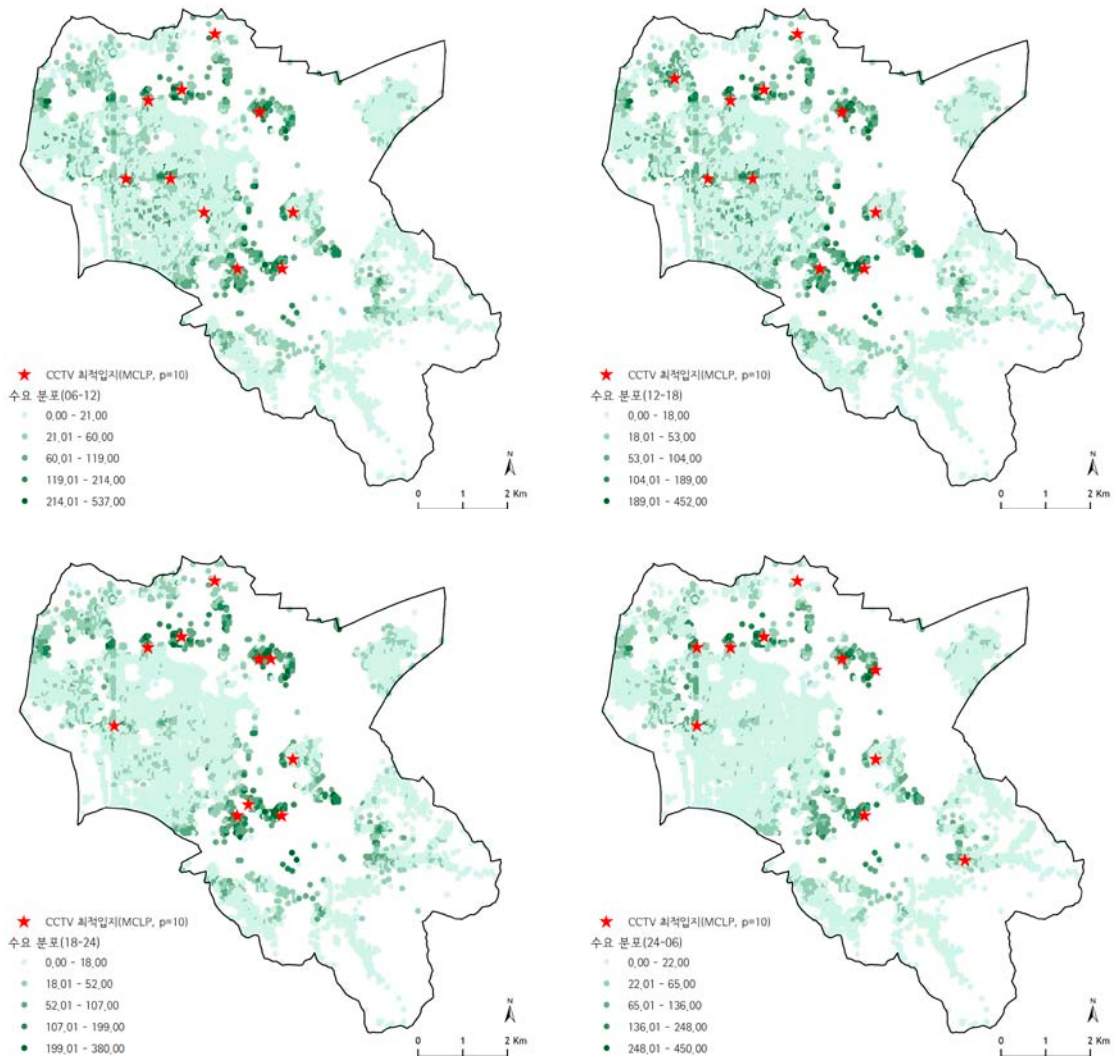 ★ CCTV 최적입지(MCLP, p=10)
수요 분포(06-12)
0.00 - 21.00
21.01 - 60.00
60.01 - 119.00
119.01 - 214.00
214.01 - 537.00
N
0 1 2 Km
★ CCTV 최적입지(MCLP, p=10)
수요 분포(12-18)
0.00 - 18.00
18.01 - 53.00
53.01 - 104.00
104.01 - 189.00
189.01 - 452.00
N
0 1 2 Km
★ CCTV 최적입지(MCLP, p=10)
수요 분포(18-24)
0.00 - 18.00
18.01 - 52.00
52.01 - 107.00
107.01 - 199.00
199.01 - 380.00
N
0 1 2 Km
★ CCTV 최적입지(MCLP, p=10)
수요 분포(24-06)
0.00 - 22.00
22.01 - 65.00
65.01 - 136.00
136.01 - 248.00
248.01 - 450.00
N
0 1 2 Km